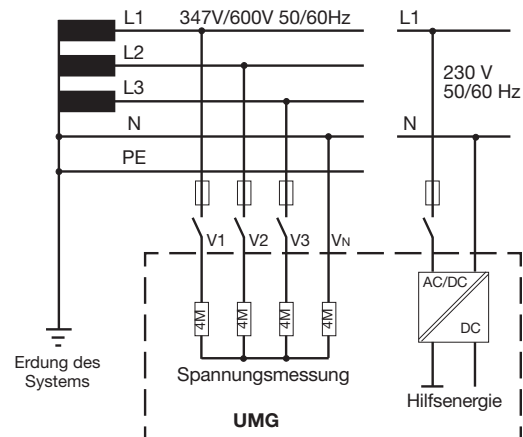 L1 347V/600V 50/60Hz L1
L2
L3
230 V
50/60 Hz
N N
PE
V1 V2 V3 VN
AC/DC
DC
4M 4M 4M 4M
Erdung des
Systems
Spannungsmessung
Hilfsenergie
UMG